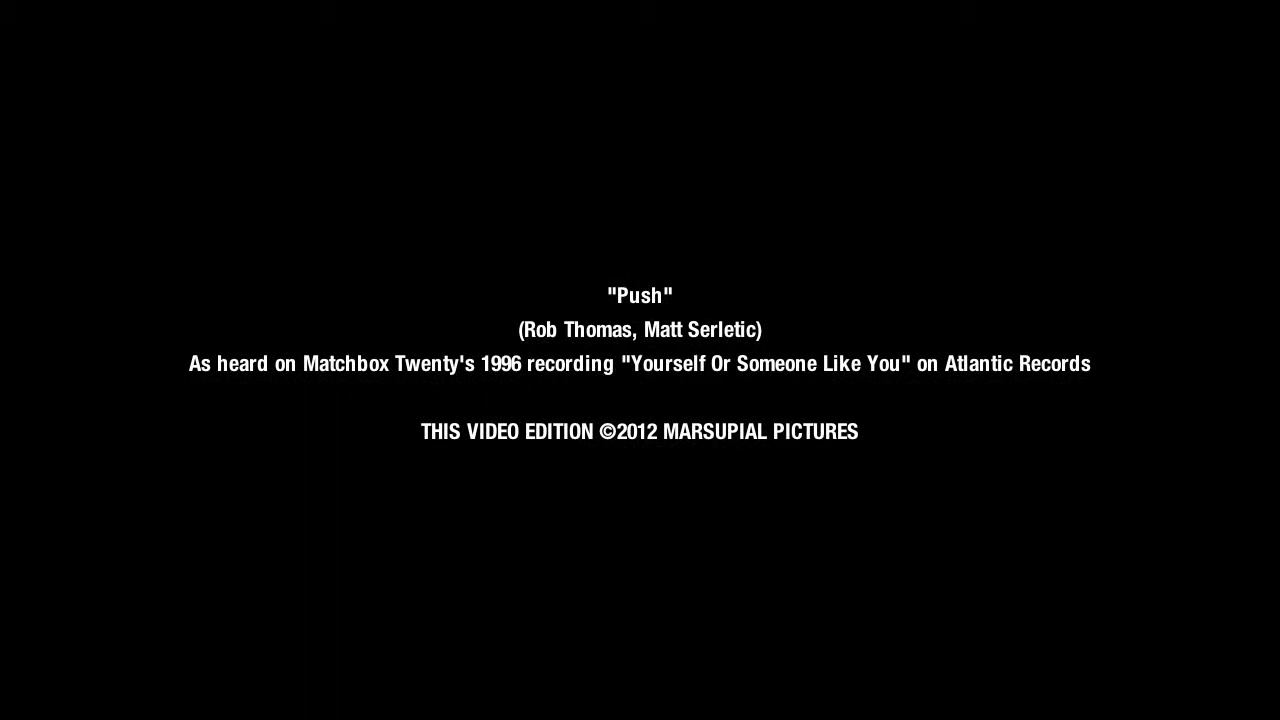 "Push"
(Rob Thomas, Matt Serletic)
As heard on Matchbox Twenty's 1996 recording "Yourself Or Someone Like You" on Atlantic Records
THIS VIDEO EDITION ©2012 MARSUPIAL PICTURES